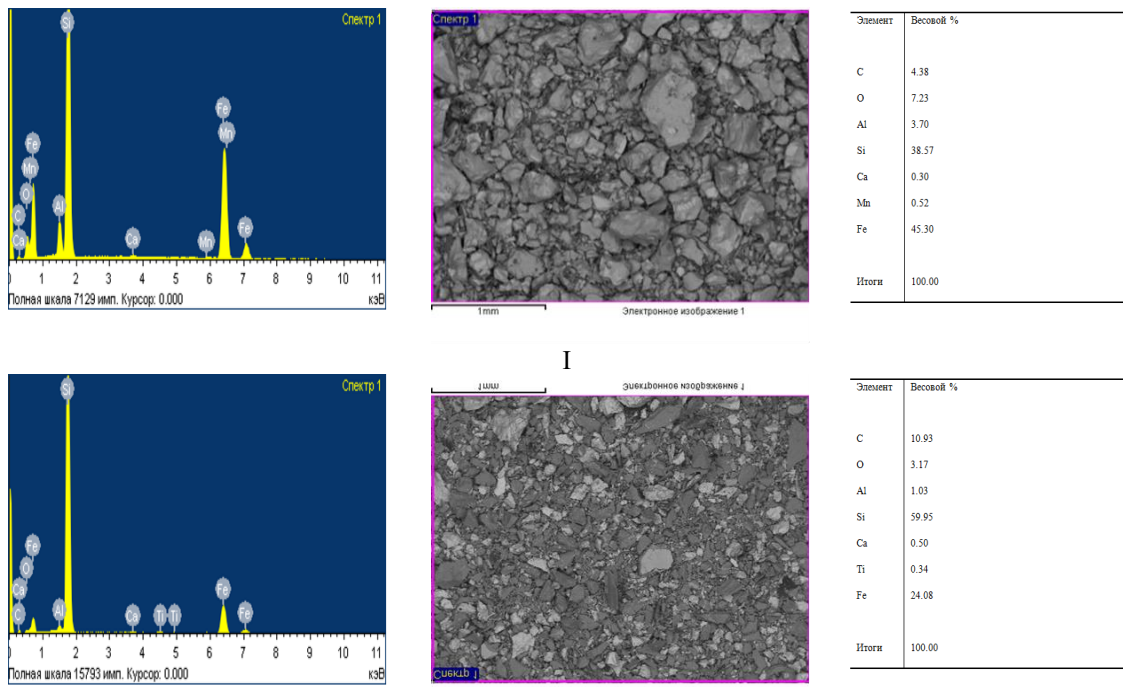 Спектр 1
Si
Fe
Mn
Fe
Mn
O
Al
C
Ca
Ca
Mn
Fe
0 1 2 3 4 5 6 7 8 9 10 11
Полная шкала 7129 имп. Курсор: 0.000 кэВ
Спектр 1
1mm Электронное изображение 1
Элемент Весовой %
C 4.38
O 7.23
Al 3.70
Si 38.57
Ca 0.30
Mn 0.52
Fe 45.30
Итоги 100.00
I
Спектр 1
Si
Fe
O
Ca
C
Al
Ca
Ti
Ti
Fe
Fe
0 1 2 3 4 5 6 7 8 9 10 11
Полная шкала 15793 имп. Курсор: 0.000 кэВ
1mm Электронное изображение 1
Спектр 1
Элемент Весовой %
C 10.93
O 3.17
Al 1.03
Si 59.95
Ca 0.50
Ti 0.34
Fe 24.08
Итоги 100.00